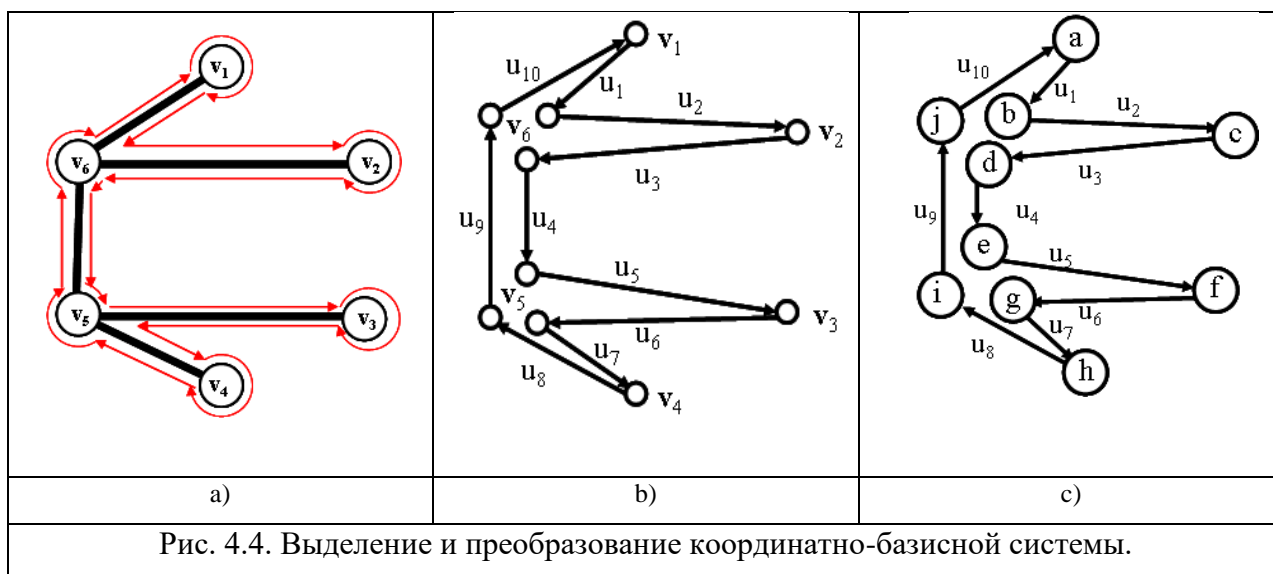 v₁
v₆
v₂
v₅
v₃
v₄
v₁
u₁₀
u₁
u₂
v₆
v₂
u₃
u₉
u₄
u₅
v₅
v₃
u₆
u₇
u₈
v₄
a
u₁₀
u₁
j
b
u₂
c
d
u₃
u₉
u₄
e
u₅
f
i
g
u₆
u₇
u₈
h
a)
b)
c)
Рис. 4.4. Выделение и преобразование координатно-базисной системы.